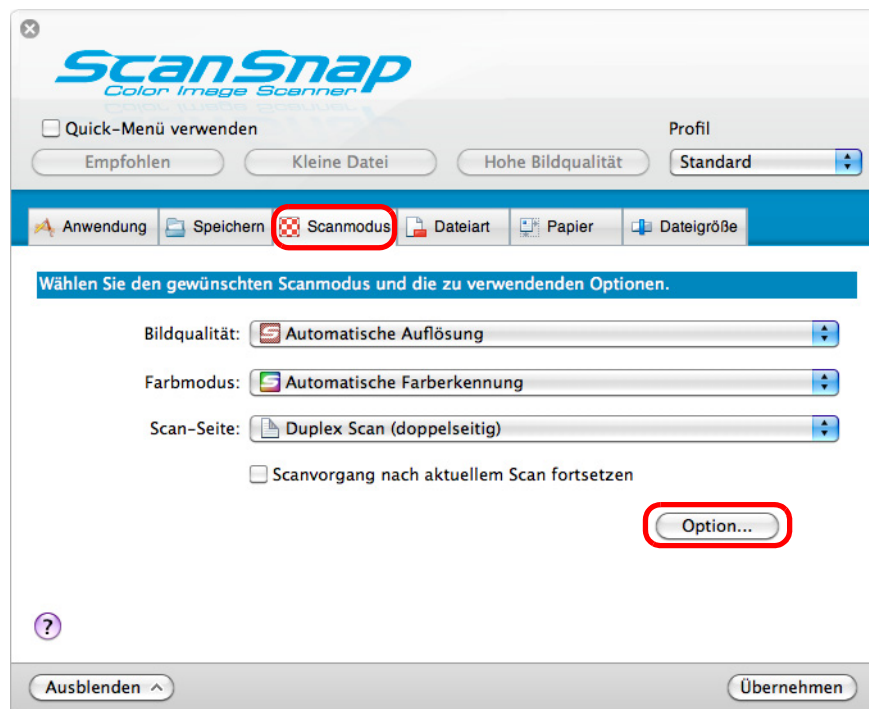 ScanSnap
Color Image Scanner
Quick-Menü verwenden
Profil
Empfohlen Kleine Datei Hohe Bildqualität Standard
Anwendung Speichern Scanmodus Dateiart Papier Dateigröße
Wählen Sie den gewünschten Scanmodus und die zu verwendenden Optionen.
Bildqualität: Automatische Auflösung
Farbmodus: Automatische Farberkennung
Scan-Seite: Duplex Scan (doppelseitig)
Scanvorgang nach aktuellem Scan fortsetzen
Option...
?
Ausblenden Übernehmen